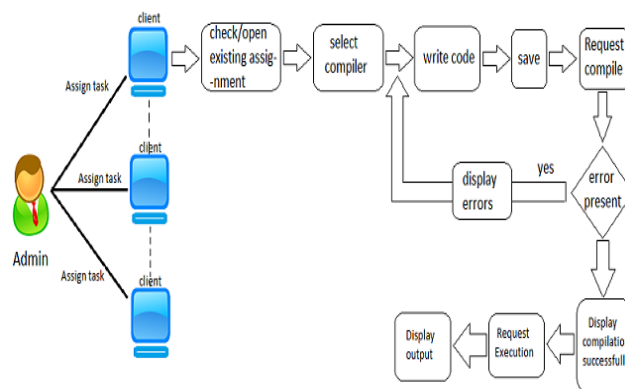 client
check/open
existing assig-
-nment
select
compiler
write code
save
Request
compile
Assign task
client
Assign task
Admin
Assign task
client
display
errors
yes
error
present
Display
output
Request
Execution
Display
compilation
successfull